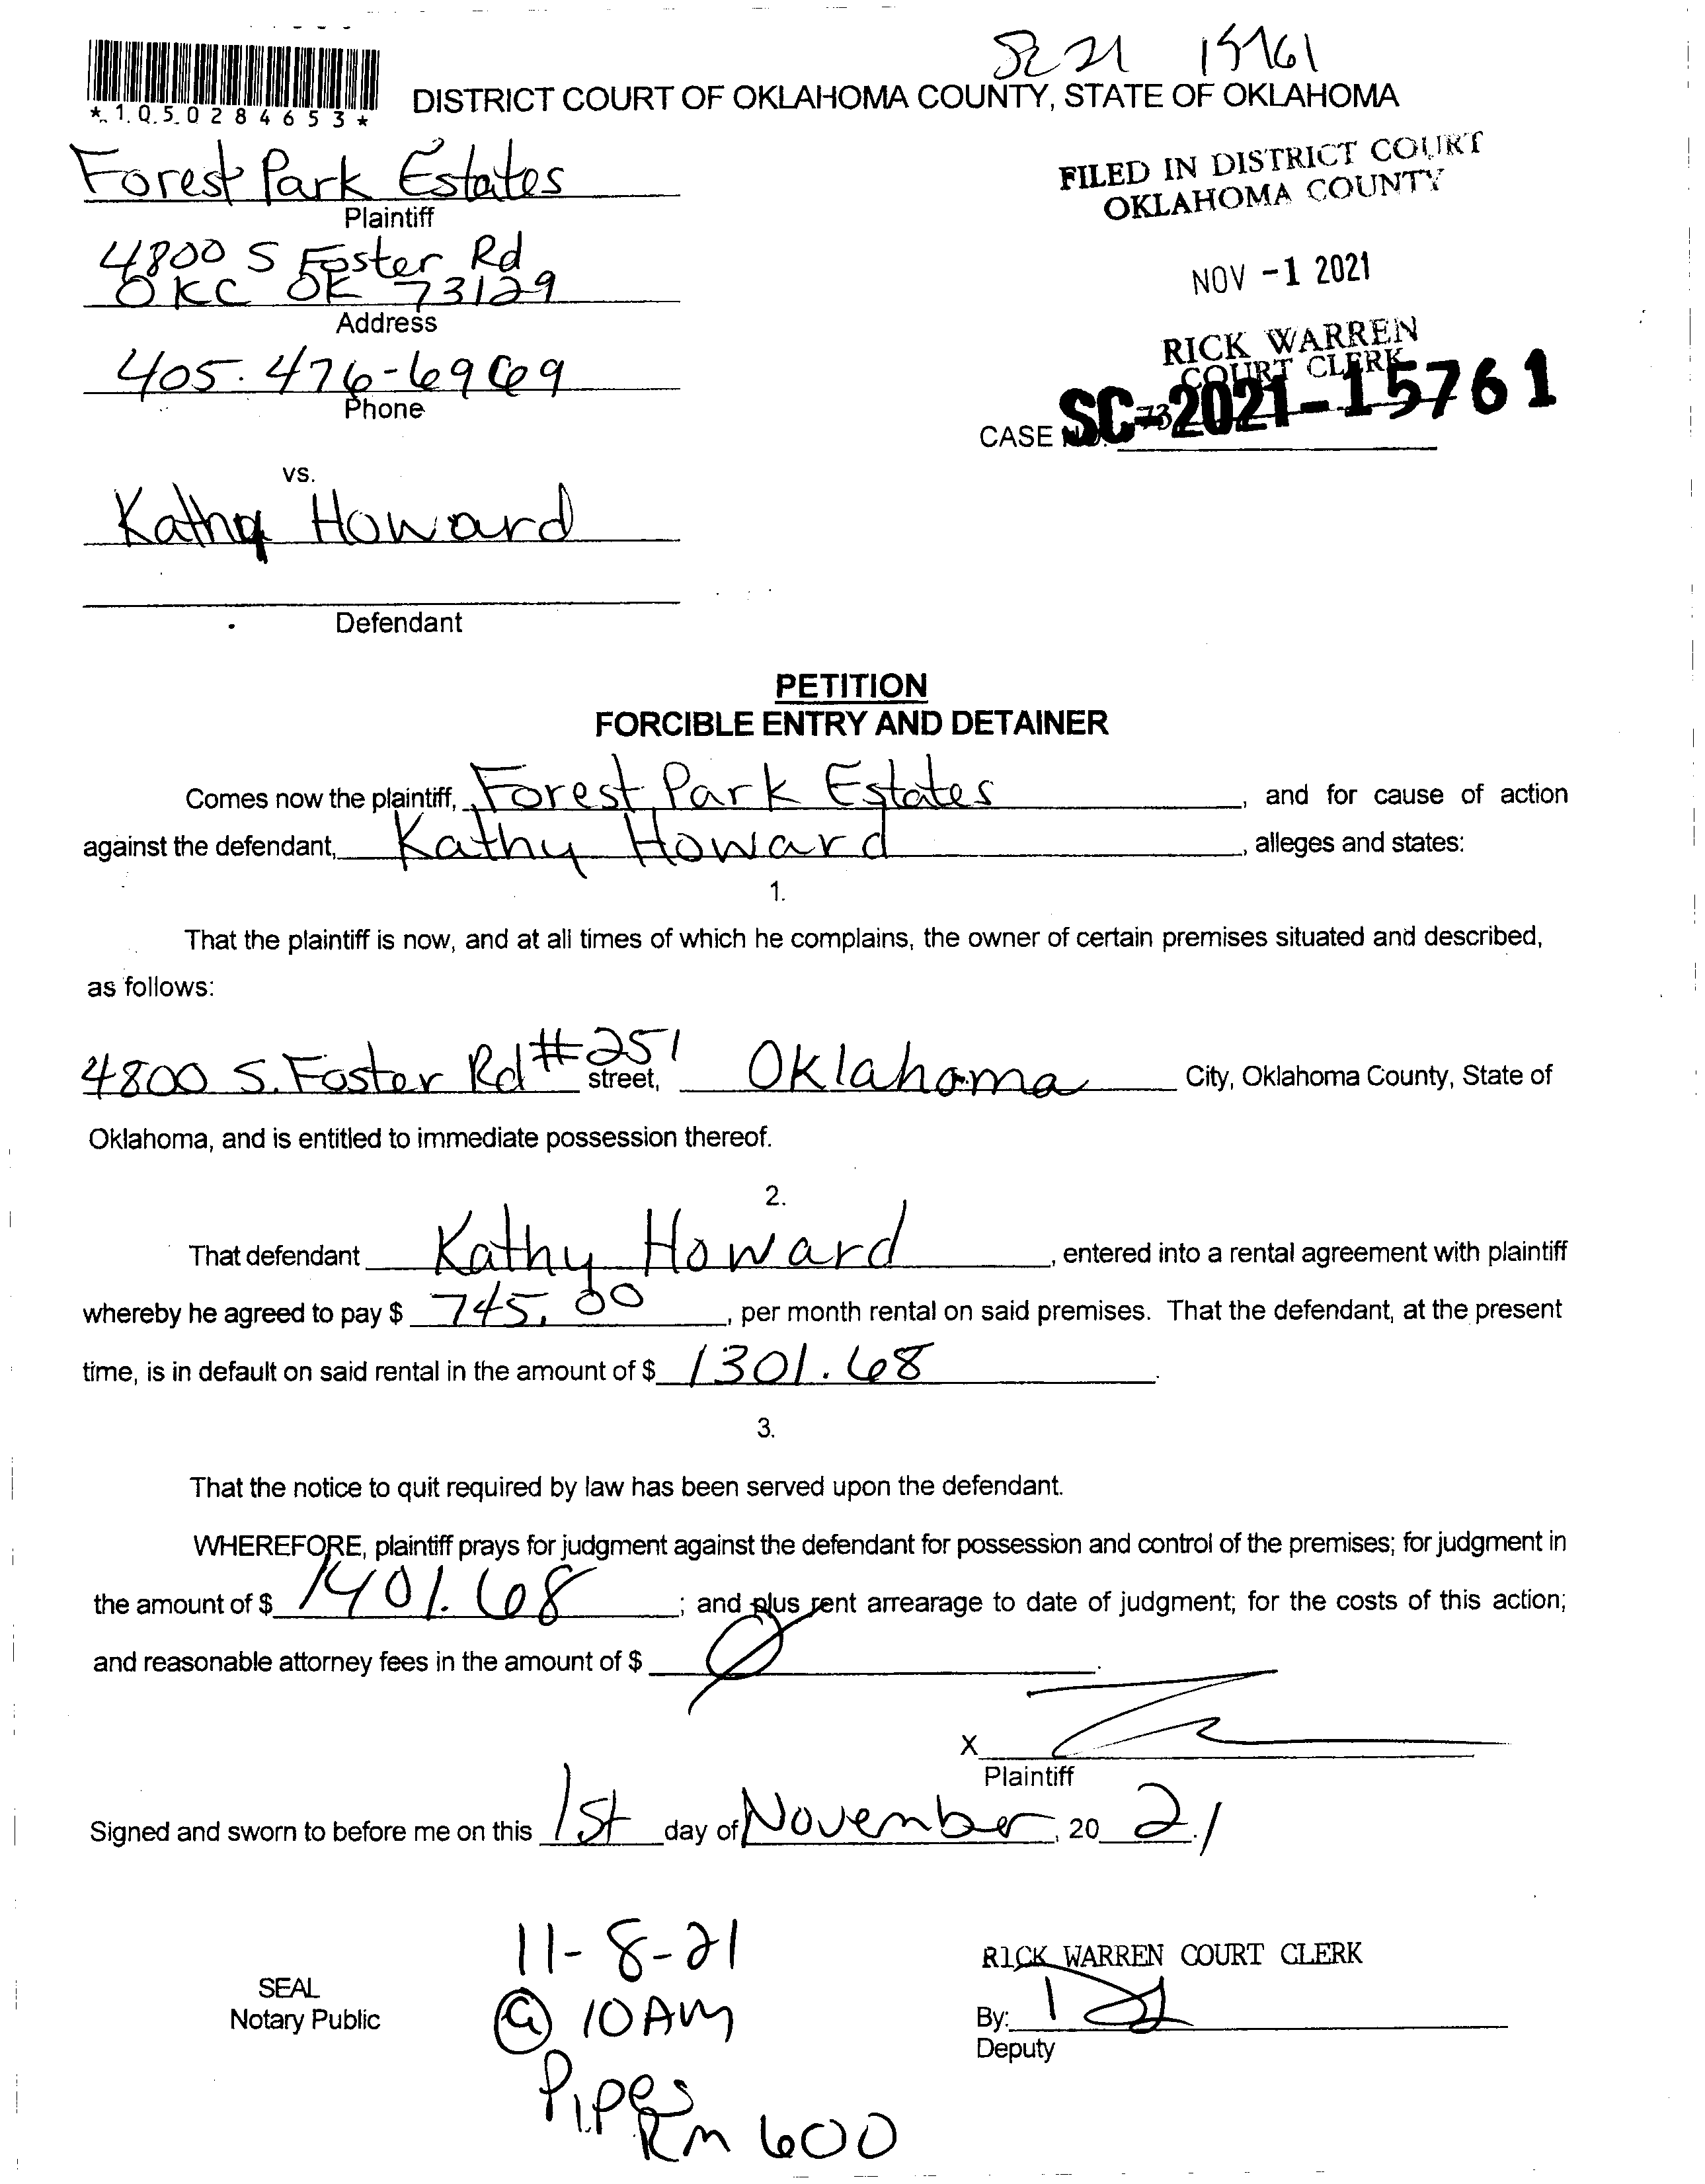 SC 21 15761
*1050284653*
DISTRICT COURT OF OKLAHOMA COUNTY, STATE OF OKLAHOMA
Forest Park Estates
Plaintiff
4800 S Foster Rd
OKC OK 73129
Address
405.476-6969
Phone
FILED IN DISTRICT COURT
OKLAHOMA COUNTY
NOV -1 2021
RICK WARREN
COURT CLERK
CASE NO. SC-2021-15761
73
vs.
Kathy Howard
Defendant
PETITION
FORCIBLE ENTRY AND DETAINER
Comes now the plaintiff, Forest Park Estates, and for cause of action
against the defendant, Kathy Howard, alleges and states:
1.
That the plaintiff is now, and at all times of which he complains, the owner of certain premises situated and described,
as follows:
4800 S. Foster Rd #251 street, Oklahoma City, Oklahoma County, State of
Oklahoma, and is entitled to immediate possession thereof.
2.
That defendant Kathy Howard, entered into a rental agreement with plaintiff
whereby he agreed to pay $ 745.00, per month rental on said premises. That the defendant, at the present
time, is in default on said rental in the amount of $ 1301.68.
3.
That the notice to quit required by law has been served upon the defendant.
WHEREFORE, plaintiff prays for judgment against the defendant for possession and control of the premises; for judgment in
the amount of $ 1401.68; and plus rent arrearage to date of judgment; for the costs of this action;
and reasonable attorney fees in the amount of $ Ø.
X
Plaintiff
Signed and sworn to before me on this 1st day of November, 2021
11-8-21
@ 10AM
Pipes
Rm 600
SEAL
Notary Public
RICK WARREN COURT CLERK
By:
Deputy